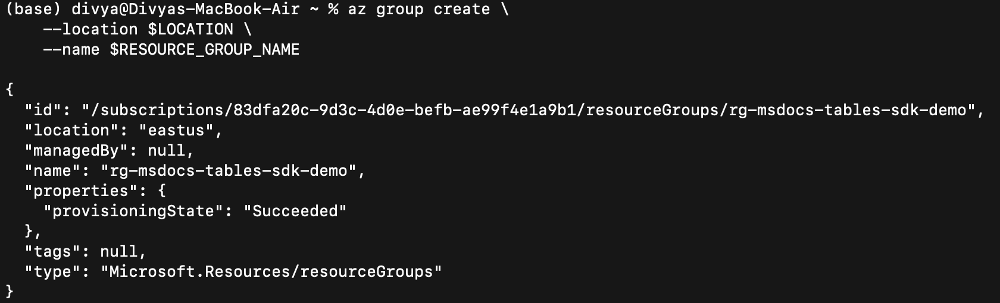 (base) divya@Divyas-MacBook-Air ~ % az group create \
    --location $LOCATION \
    --name $RESOURCE_GROUP_NAME

{
  "id": "/subscriptions/83dfa20c-9d3c-4d0e-befb-ae99f4e1a9b1/resourceGroups/rg-msdocs-tables-sdk-demo",
  "location": "eastus",
  "managedBy": null,
  "name": "rg-msdocs-tables-sdk-demo",
  "properties": {
    "provisioningState": "Succeeded"
  },
  "tags": null,
  "type": "Microsoft.Resources/resourceGroups"
}